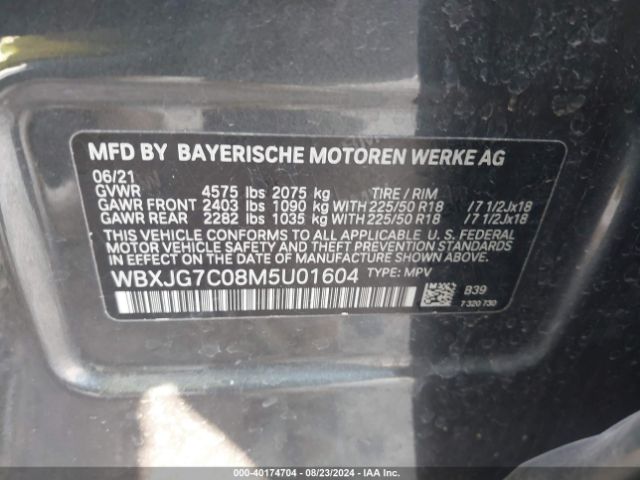 MFD BY BAYERISCHE MOTOREN WERKE AG
06/21
GVWR 4575 lbs 2075 kg TIRE / RIM
GAWR FRONT 2403 lbs 1090 kg WITH 225/50 R18 /7 1/2Jx18
GAWR REAR 2282 lbs 1035 kg WITH 225/50 R18 /7 1/2Jx18
THIS VEHICLE CONFORMS TO ALL APPLICABLE U.S. FEDERAL
MOTOR VEHICLE SAFETY, BUMPER, AND THEFT PREVENTION
STANDARDS IN EFFECT ON THE DATE OF MANUFACTURE SHOWN
ABOVE.
WBXJG7C08M5U01604 TYPE: MPV
B39
7 320 730
00-40174704 - 08/23/2024 - IAA Inc.